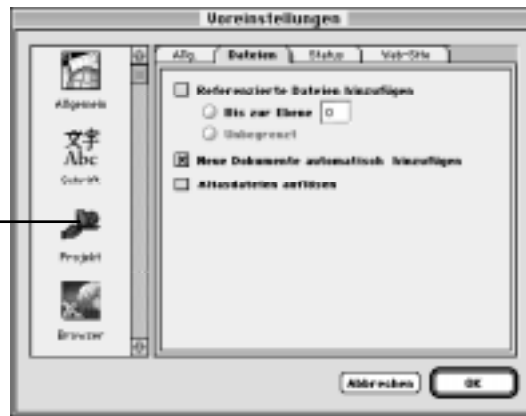 Voreinstellungen
Allg. Dateien Status Web-Site
Allgemein
文字
Abc
Schrift
Projekt
Browser
Referenzierte Dateien hinzufügen
Bis zur Ebene 0
Unbegrenzt
Neue Dokumente automatisch hinzufügen
Aliasdateien auflösen
Abbrechen OK